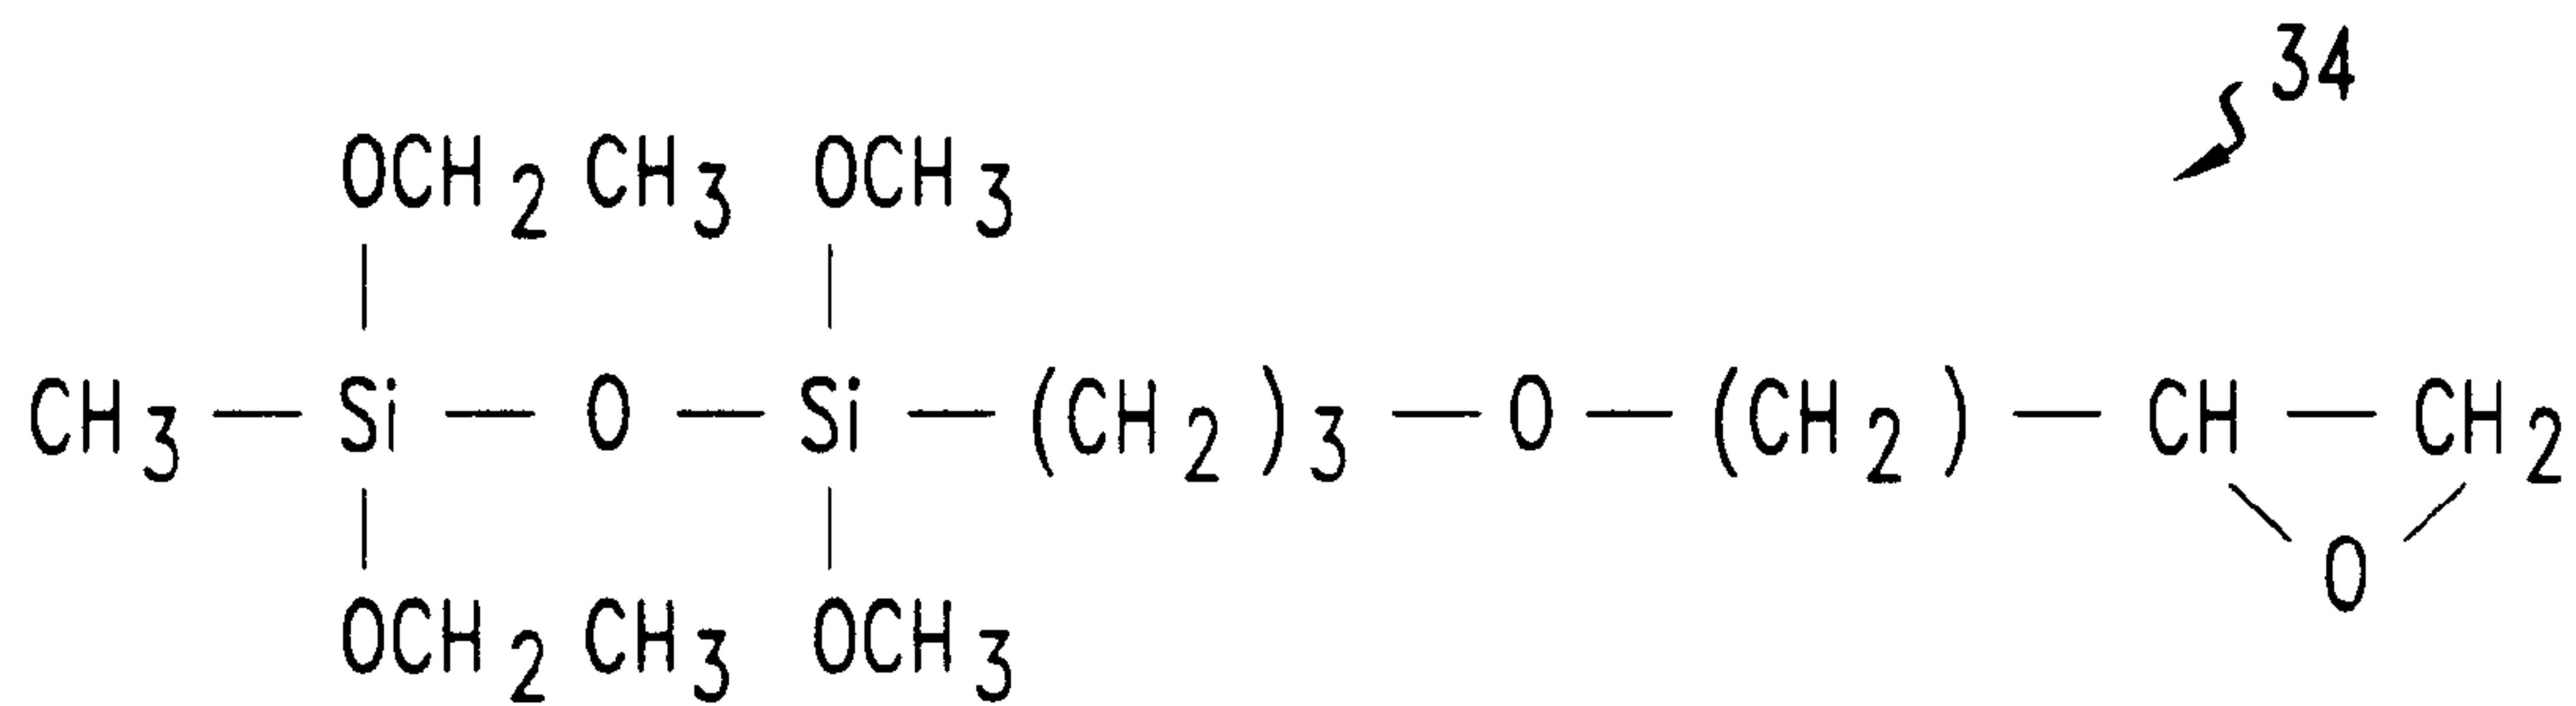 34
OCH2CH3 OCH3
CH3 — Si — O — Si — (CH2)3 — O — (CH2) — CH — CH2
O
OCH2CH3 OCH3